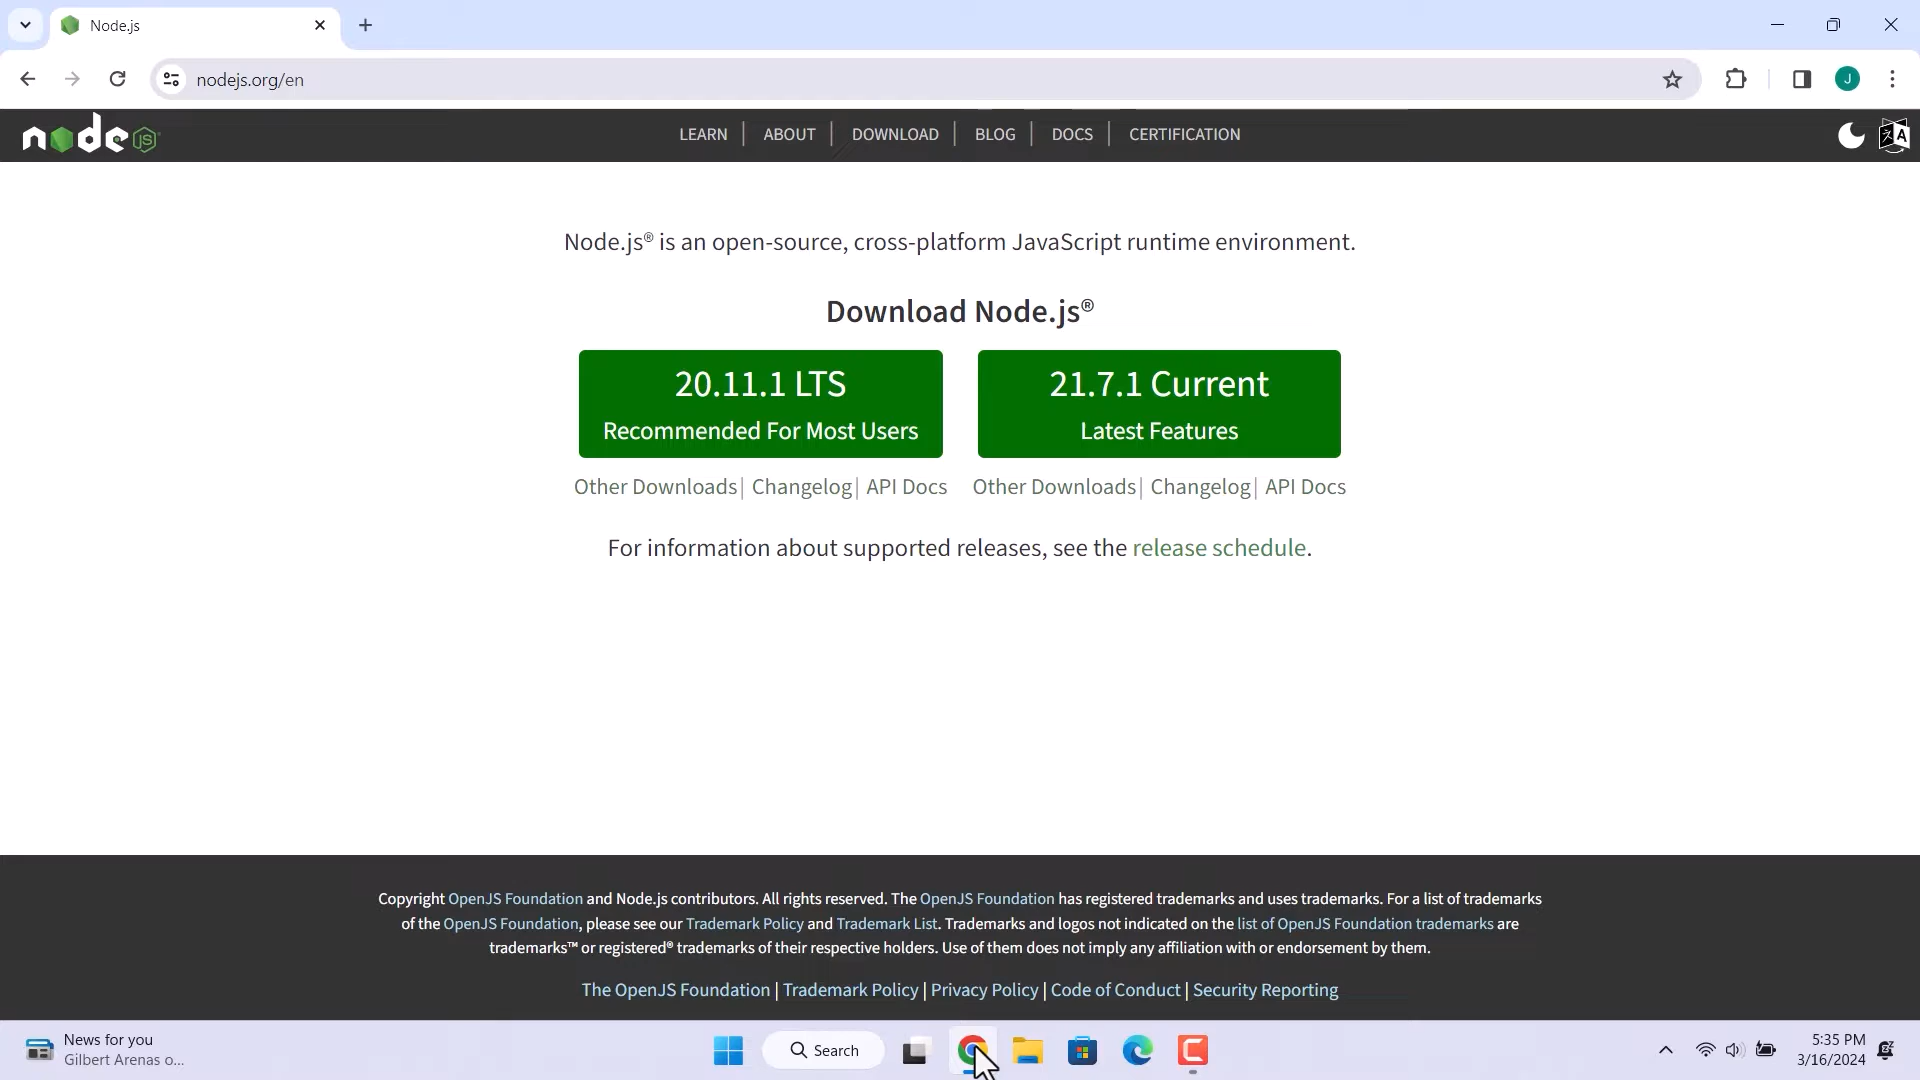 Node.js
nodejs.org/en
J
node JS
LEARN | ABOUT | DOWNLOAD | BLOG | DOCS | CERTIFICATION
Node.js® is an open-source, cross-platform JavaScript runtime environment.
Download Node.js®
20.11.1 LTS
Recommended For Most Users
21.7.1 Current
Latest Features
Other Downloads| Changelog| API Docs
Other Downloads| Changelog| API Docs
For information about supported releases, see the release schedule.
Copyright OpenJS Foundation and Node.js contributors. All rights reserved. The OpenJS Foundation has registered trademarks and uses trademarks. For a list of trademarks
of the OpenJS Foundation, please see our Trademark Policy and Trademark List. Trademarks and logos not indicated on the list of OpenJS Foundation trademarks are
trademarks™ or registered® trademarks of their respective holders. Use of them does not imply any affiliation with or endorsement by them.
The OpenJS Foundation | Trademark Policy | Privacy Policy | Code of Conduct | Security Reporting
News for you
Gilbert Arenas o...
Search
5:35 PM
3/16/2024